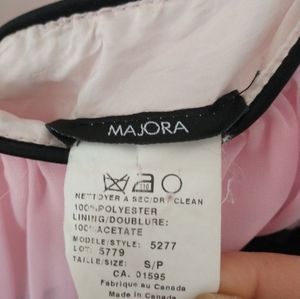 MAJORA
NETTOYER A SEC/DRY CLEAN
100% POLYESTER
LINING/DOUBLURE:
100% ACETATE
MODELE/STYLE: 5277
LOT: 5779
TAILLE/SIZE: S/P
CA. 01595
Fabrique au Canada
Made in Canada